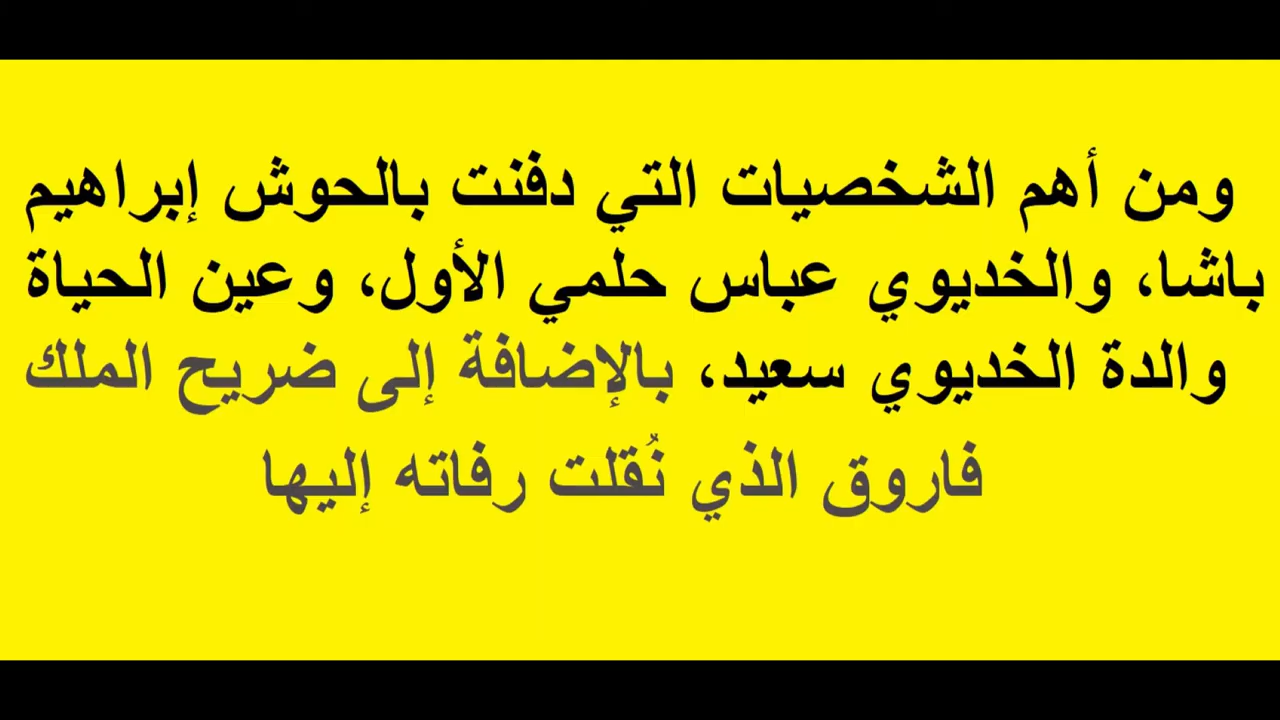 ومن أهم الشخصيات التي دفنت بالحوش إبراهيم
باشا، والخديوي عباس حلمي الأول، وعين الحياة
والدة الخديوي سعيد، بالإضافة إلى ضريح الملك
فاروق الذي نُقلت رفاته إليها